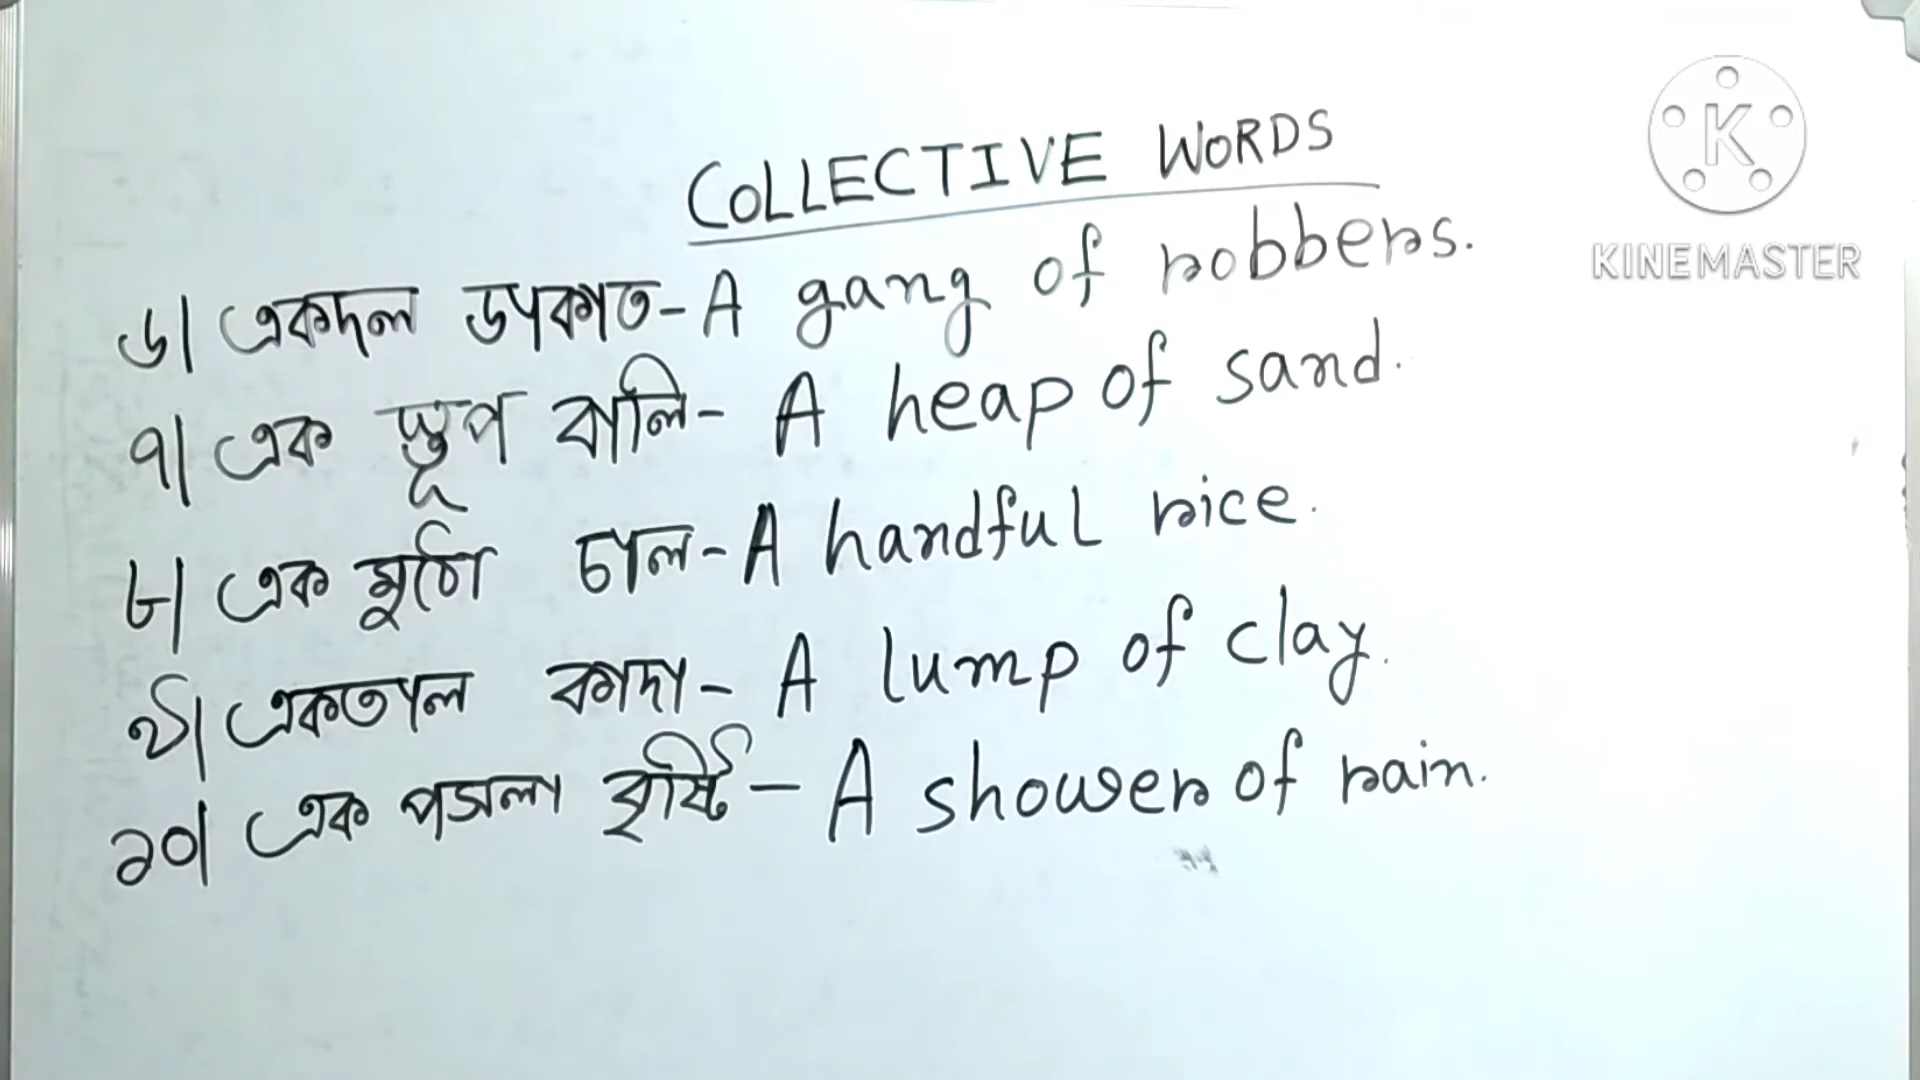 COLLECTIVE WORDS
K
KINEMASTER
৬| একদল ডাকাত - A gang of robbers.
৭| এক স্তূপ বালি - A heap of sand.
৮| এক মুঠো চাল - A handful rice.
৯| একতাল কাদা - A lump of clay.
১০| এক পসলা বৃষ্টি - A shower of rain.